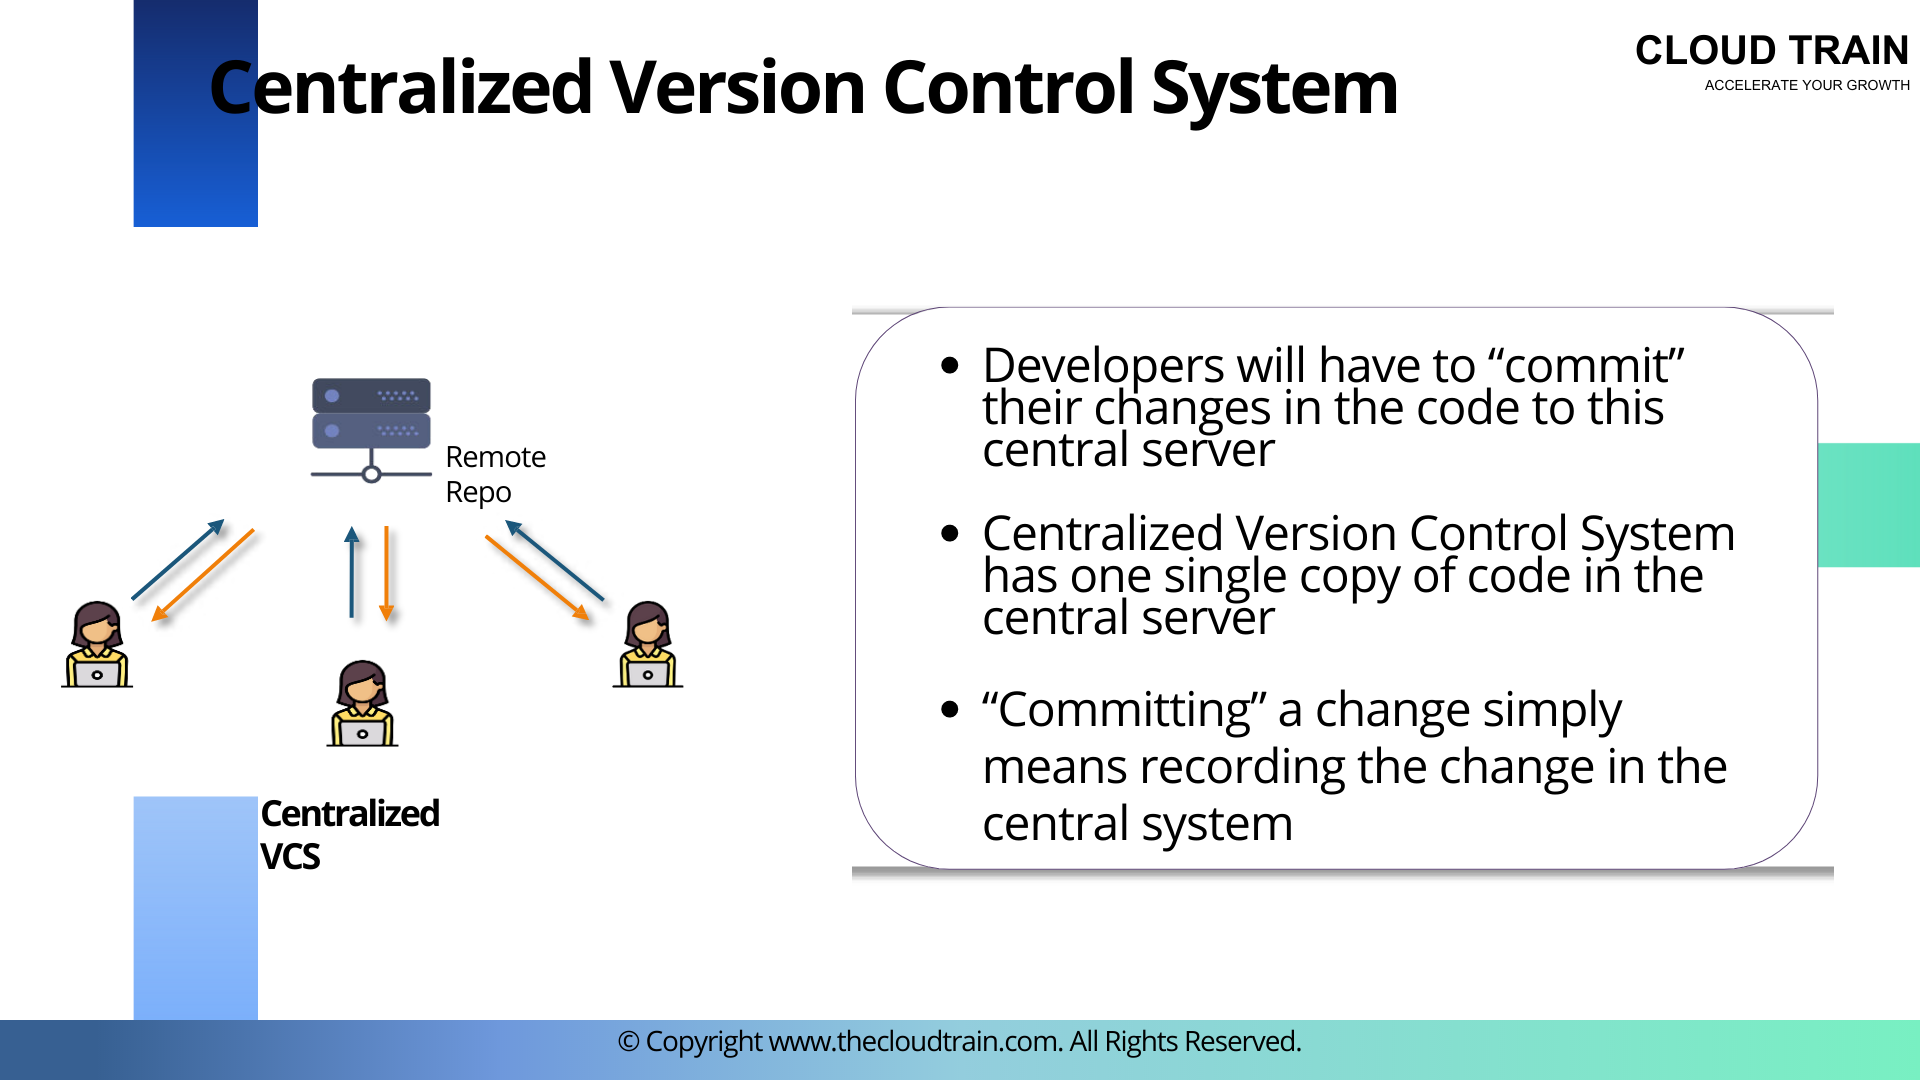 Centralized Version Control System
CLOUD TRAIN
ACCELERATE YOUR GROWTH
Remote
Repo
Centralized
VCS
• Developers will have to “commit”
their changes in the code to this
central server
• Centralized Version Control System
has one single copy of code in the
central server
• “Committing” a change simply
means recording the change in the
central system
© Copyright www.thecloudtrain.com. All Rights Reserved.